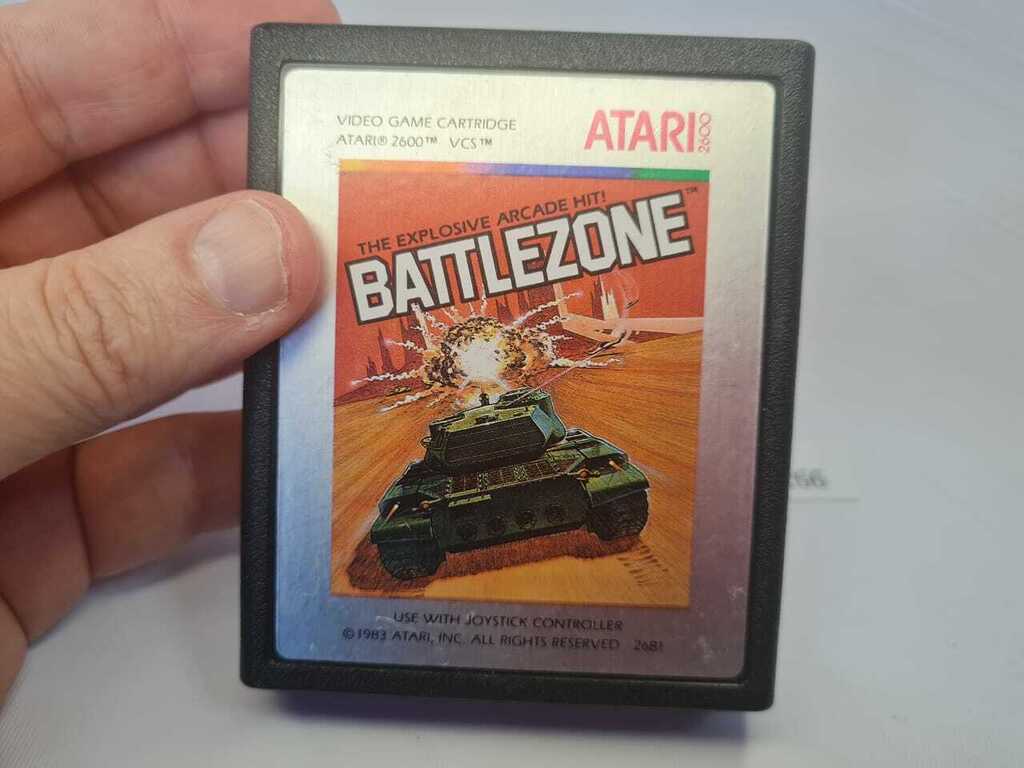 VIDEO GAME CARTRIDGE
ATARI® 2600™ VCS™
ATARI 2600
THE EXPLOSIVE ARCADE HIT!
BATTLEZONE™
USE WITH JOYSTICK CONTROLLER
©1983 ATARI, INC. ALL RIGHTS RESERVED 2681